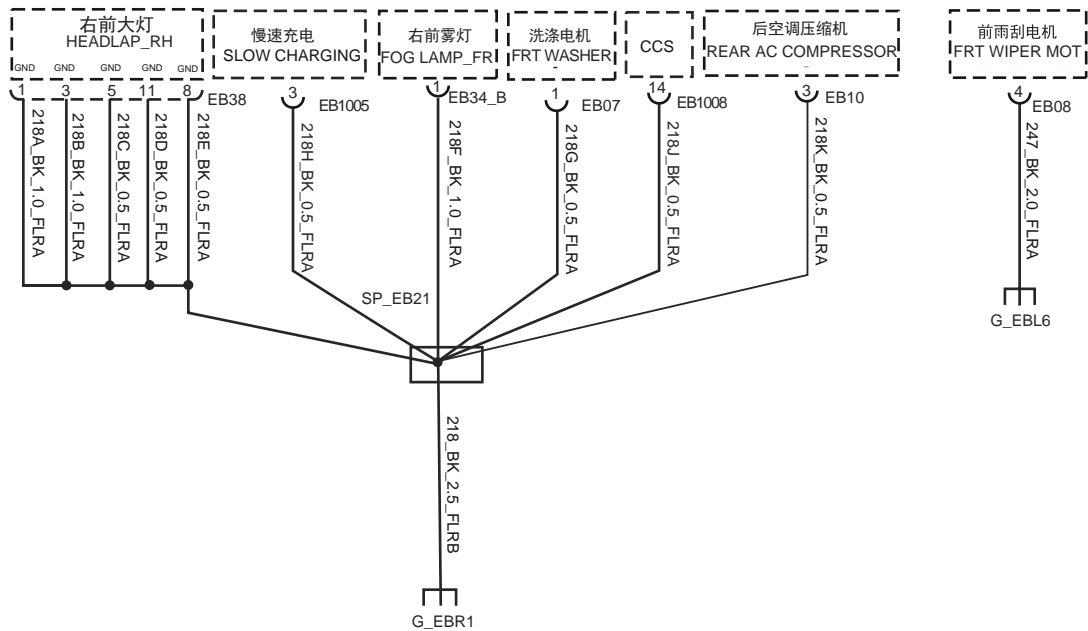 右前大灯
HEADLAP_RH
GND GND GND GND GND
1 3 5 11 8 EB38
慢速充电
SLOW CHARGING
3 EB1005
右前雾灯
FOG LAMP_FR
1 EB34_B
洗涤电机
FRT WASHER
1 EB07
CCS
14 EB1008
后空调压缩机
REAR AC COMPRESSOR
3 EB10
前雨刮电机
FRT WIPER MOT
4 EB08
218A_BK_1.0_FLRA
218B_BK_1.0_FLRA
218C_BK_0.5_FLRA
218D_BK_0.5_FLRA
218E_BK_0.5_FLRA
218H_BK_0.5_FLRA
218F_BK_1.0_FLRA
218G_BK_0.5_FLRA
218J_BK_0.5_FLRA
218K_BK_0.5_FLRA
247_BK_2.0_FLRA
SP_EB21
G_EBL6
218_BK_2.5_FLRB
G_EBR1